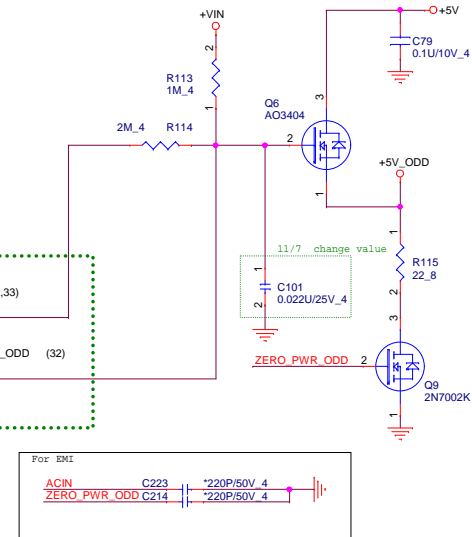 +VIN
+5V
C79
0.1U/10V_4
2
R113
1M_4
1
3
Q6
AO3404
2M_4
R114
2
+5V_ODD
1
11/7 change value
1
R115
22_8
2
1
C101
0.022U/25V_4
2
,33)
3
_ODD (32)
ZERO_PWR_ODD
2
Q9
2N7002K
1
For EMI
ACIN C223 *220P/50V_4
ZERO_PWR_ODD C214 *220P/50V_4